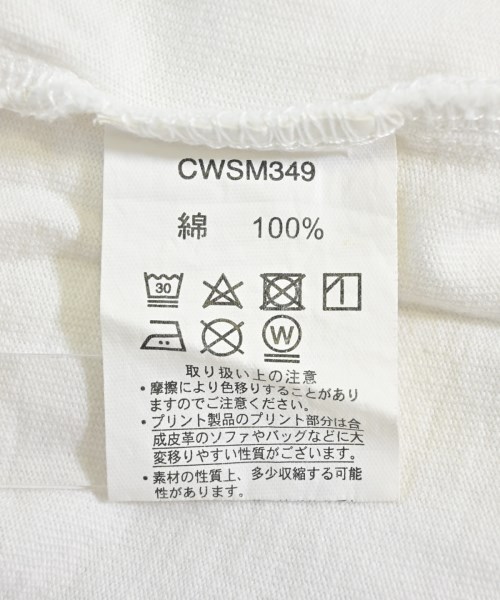 CWSM349
綿 100%
30
W
取り扱い上の注意
・摩擦により色移りすることがあり
ますのでご注意ください。
・プリント製品のプリント部分は合
成皮革のソファやバッグなどに大
変移りやすい性質がございます。
・素材の性質上、多少収縮する可能
性があります。